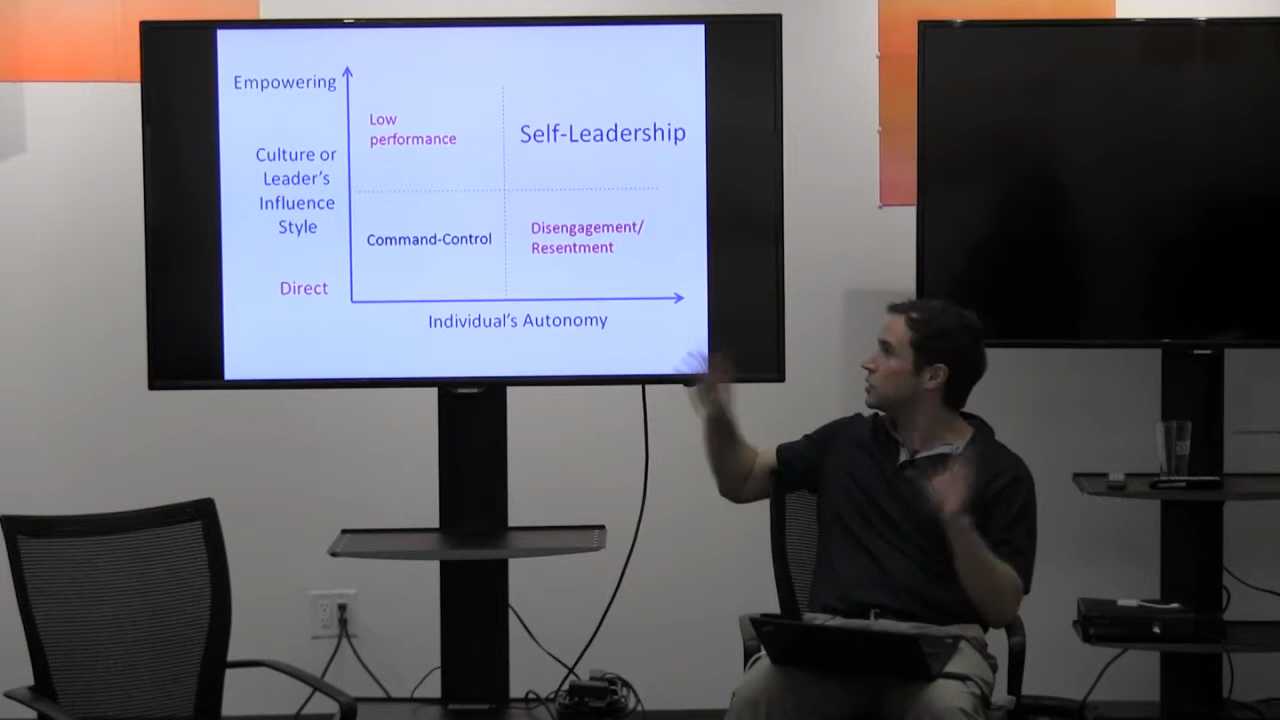 Empowering
Low
performance
Self-Leadership
Culture or
Leader's
Influence
Style
Command-Control
Disengagement/
Resentment
Direct
Individual's Autonomy